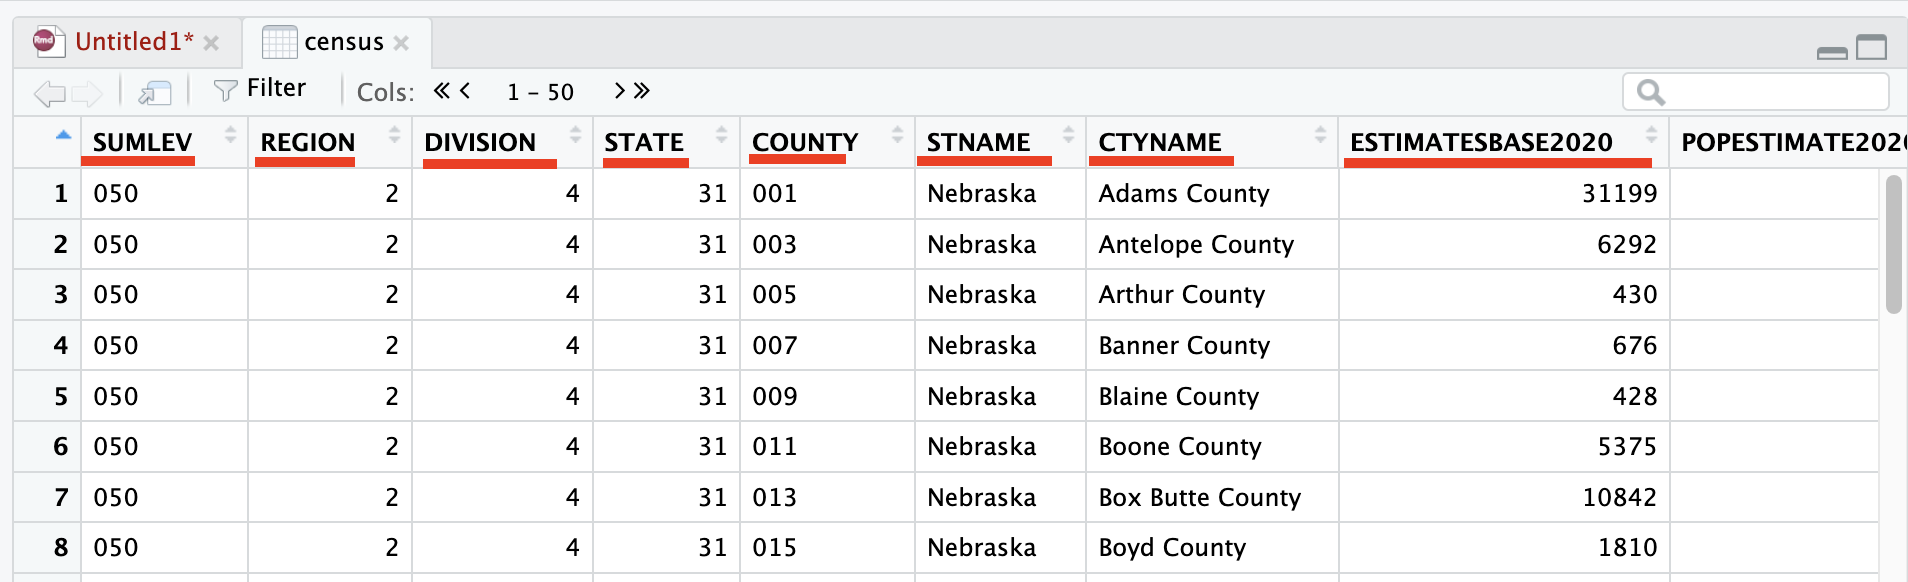 Rmd Untitled1* × census ×
Filter Cols: « < 1 - 50 > »
SUMLEV REGION DIVISION STATE COUNTY STNAME CTYNAME ESTIMATESBASE2020 POPESTIMATE202
1 050 2 4 31 001 Nebraska Adams County 31199
2 050 2 4 31 003 Nebraska Antelope County 6292
3 050 2 4 31 005 Nebraska Arthur County 430
4 050 2 4 31 007 Nebraska Banner County 676
5 050 2 4 31 009 Nebraska Blaine County 428
6 050 2 4 31 011 Nebraska Boone County 5375
7 050 2 4 31 013 Nebraska Box Butte County 10842
8 050 2 4 31 015 Nebraska Boyd County 1810